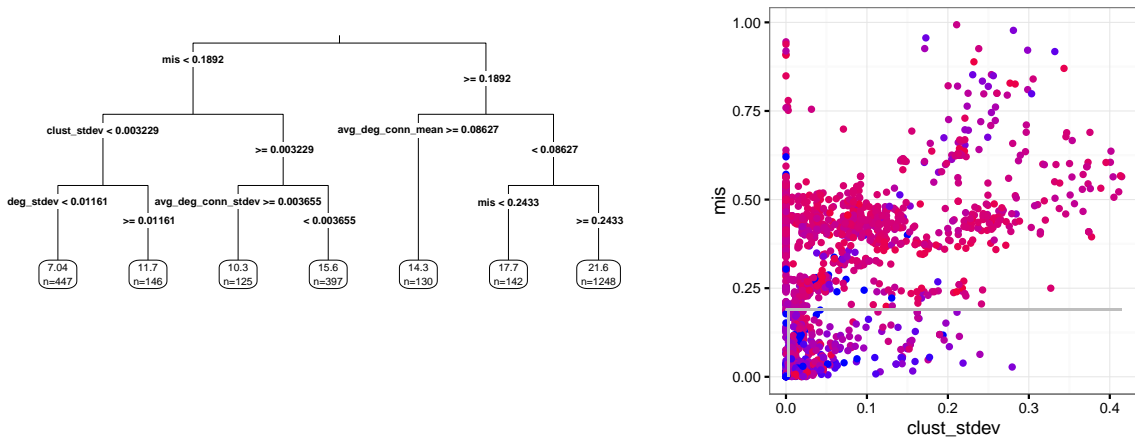 mis < 0.1892
>= 0.1892
clust_stdev < 0.003229
>= 0.003229
avg_deg_conn_mean >= 0.08627
< 0.08627
deg_stdev < 0.01161
>= 0.01161
avg_deg_conn_stdev >= 0.003655
< 0.003655
mis < 0.2433
>= 0.2433
7.04
n=447
11.7
n=146
10.3
n=125
15.6
n=397
14.3
n=130
17.7
n=142
21.6
n=1248
1.00
0.75
0.50
0.25
0.00
mis
0.0 0.1 0.2 0.3 0.4
clust_stdev